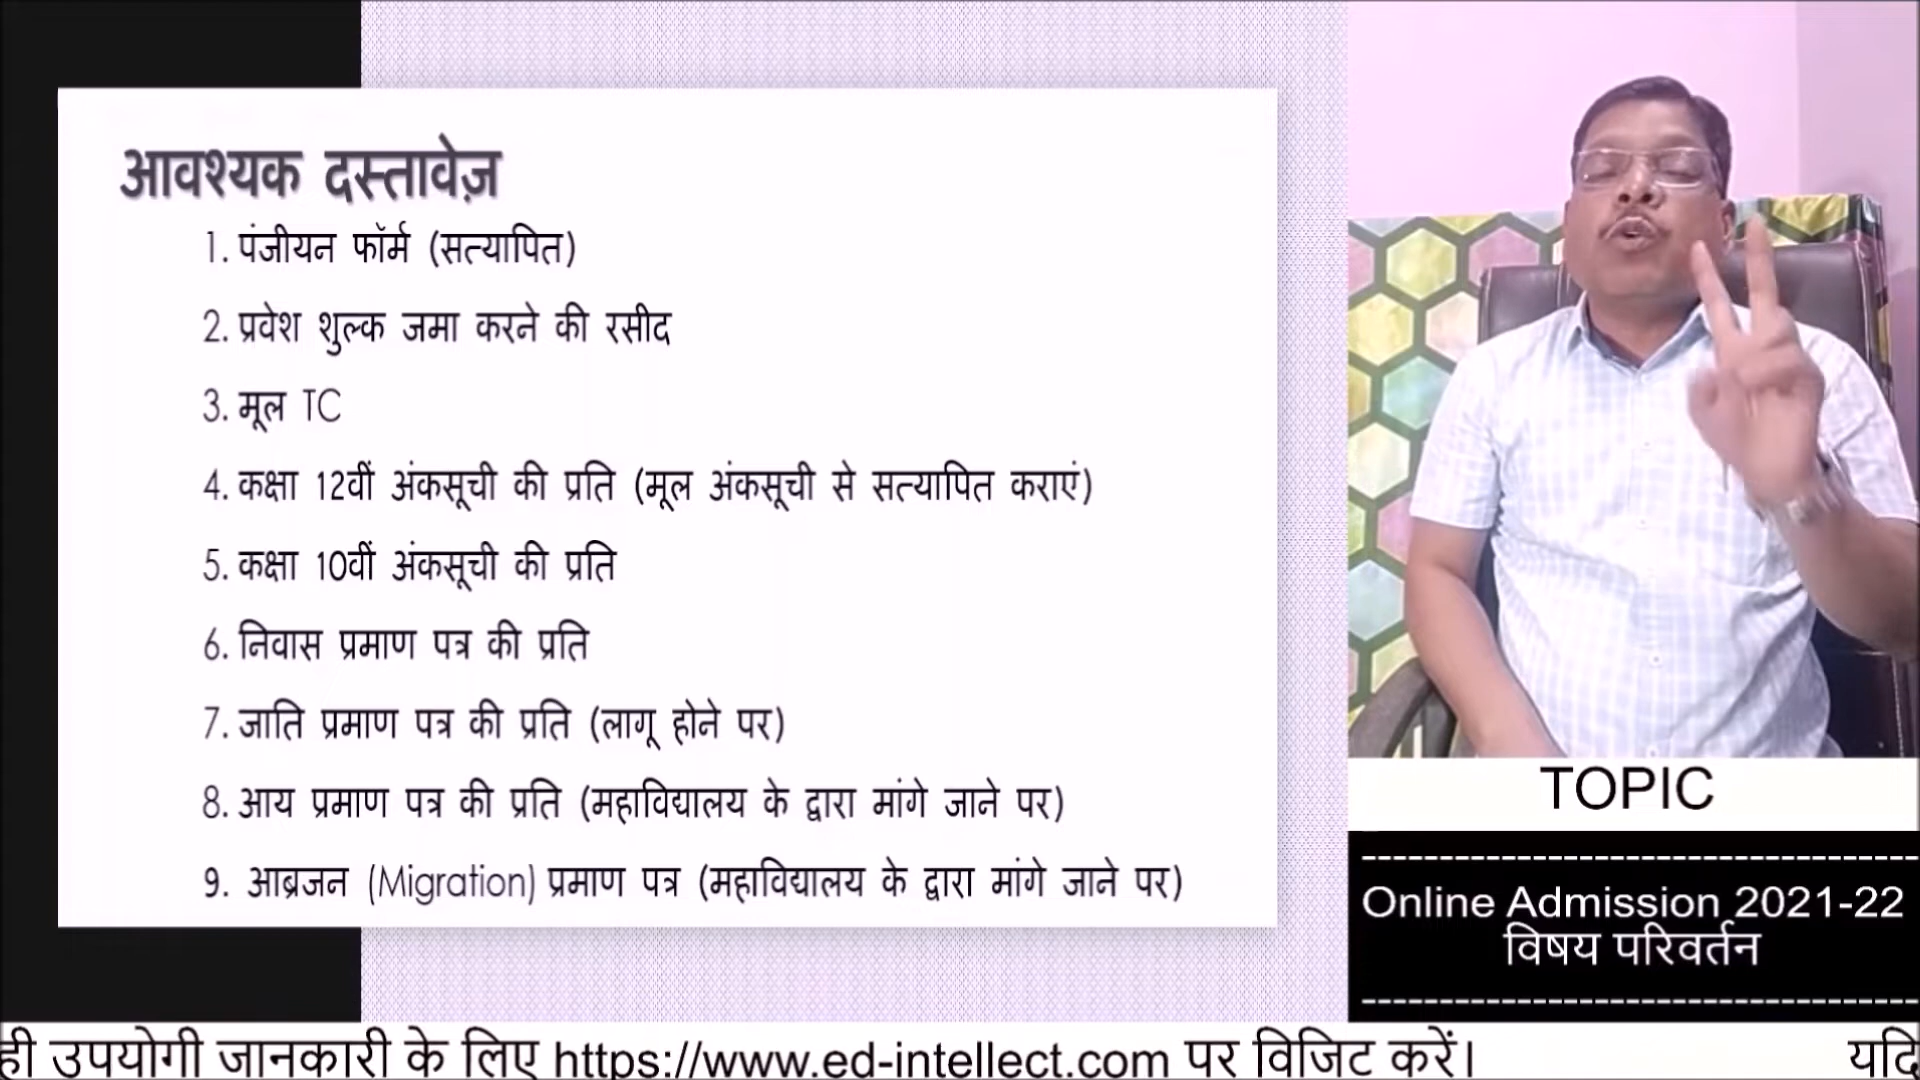 आवश्यक दस्तावेज़
1. पंजीयन फॉर्म (सत्यापित)
2. प्रवेश शुल्क जमा करने की रसीद
3. मूल TC
4. कक्षा 12वीं अंकसूची की प्रति (मूल अंकसूची से सत्यापित कराएं)
5. कक्षा 10वीं अंकसूची की प्रति
6. निवास प्रमाण पत्र की प्रति
7. जाति प्रमाण पत्र की प्रति (लागू होने पर)
8. आय प्रमाण पत्र की प्रति (महाविद्यालय के द्वारा मांगे जाने पर)
9. आब्रजन (Migration) प्रमाण पत्र (महाविद्यालय के द्वारा मांगे जाने पर)
TOPIC
Online Admission 2021-22
विषय परिवर्तन
ही उपयोगी जानकारी के लिए https://www.ed-intellect.com पर विजिट करें। यदि